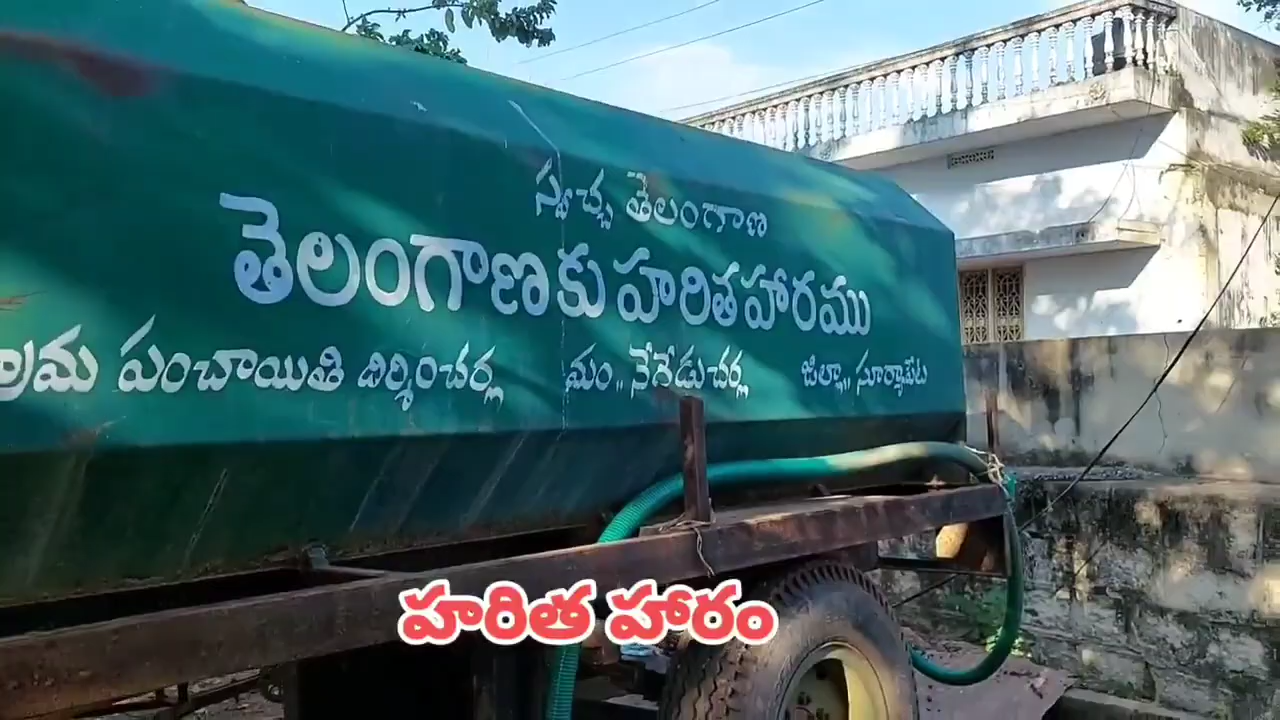 స్వచ్ఛ తెలంగాణ
తెలంగాణకు హరితహారము
గ్రామ పంచాయితి దిర్శించర్ల మం.. నేరేడుచర్ల జిల్లా.. సూర్యాపేట
హరిత హారం